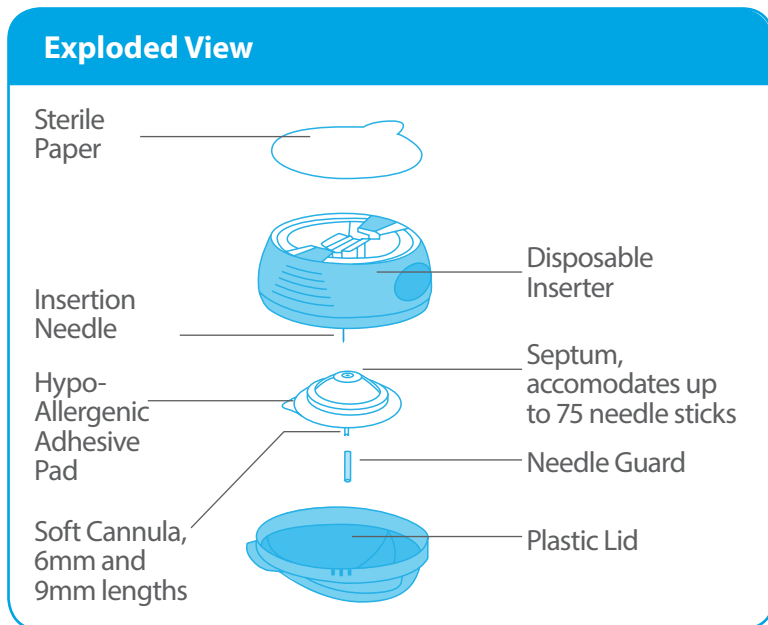 Exploded View
Sterile
Paper
Disposable
Inserter
Insertion
Needle
Septum,
accomodates up
to 75 needle sticks
Hypo-
Allergenic
Adhesive
Pad
Needle Guard
Soft Cannula,
6mm and
9mm lengths
Plastic Lid